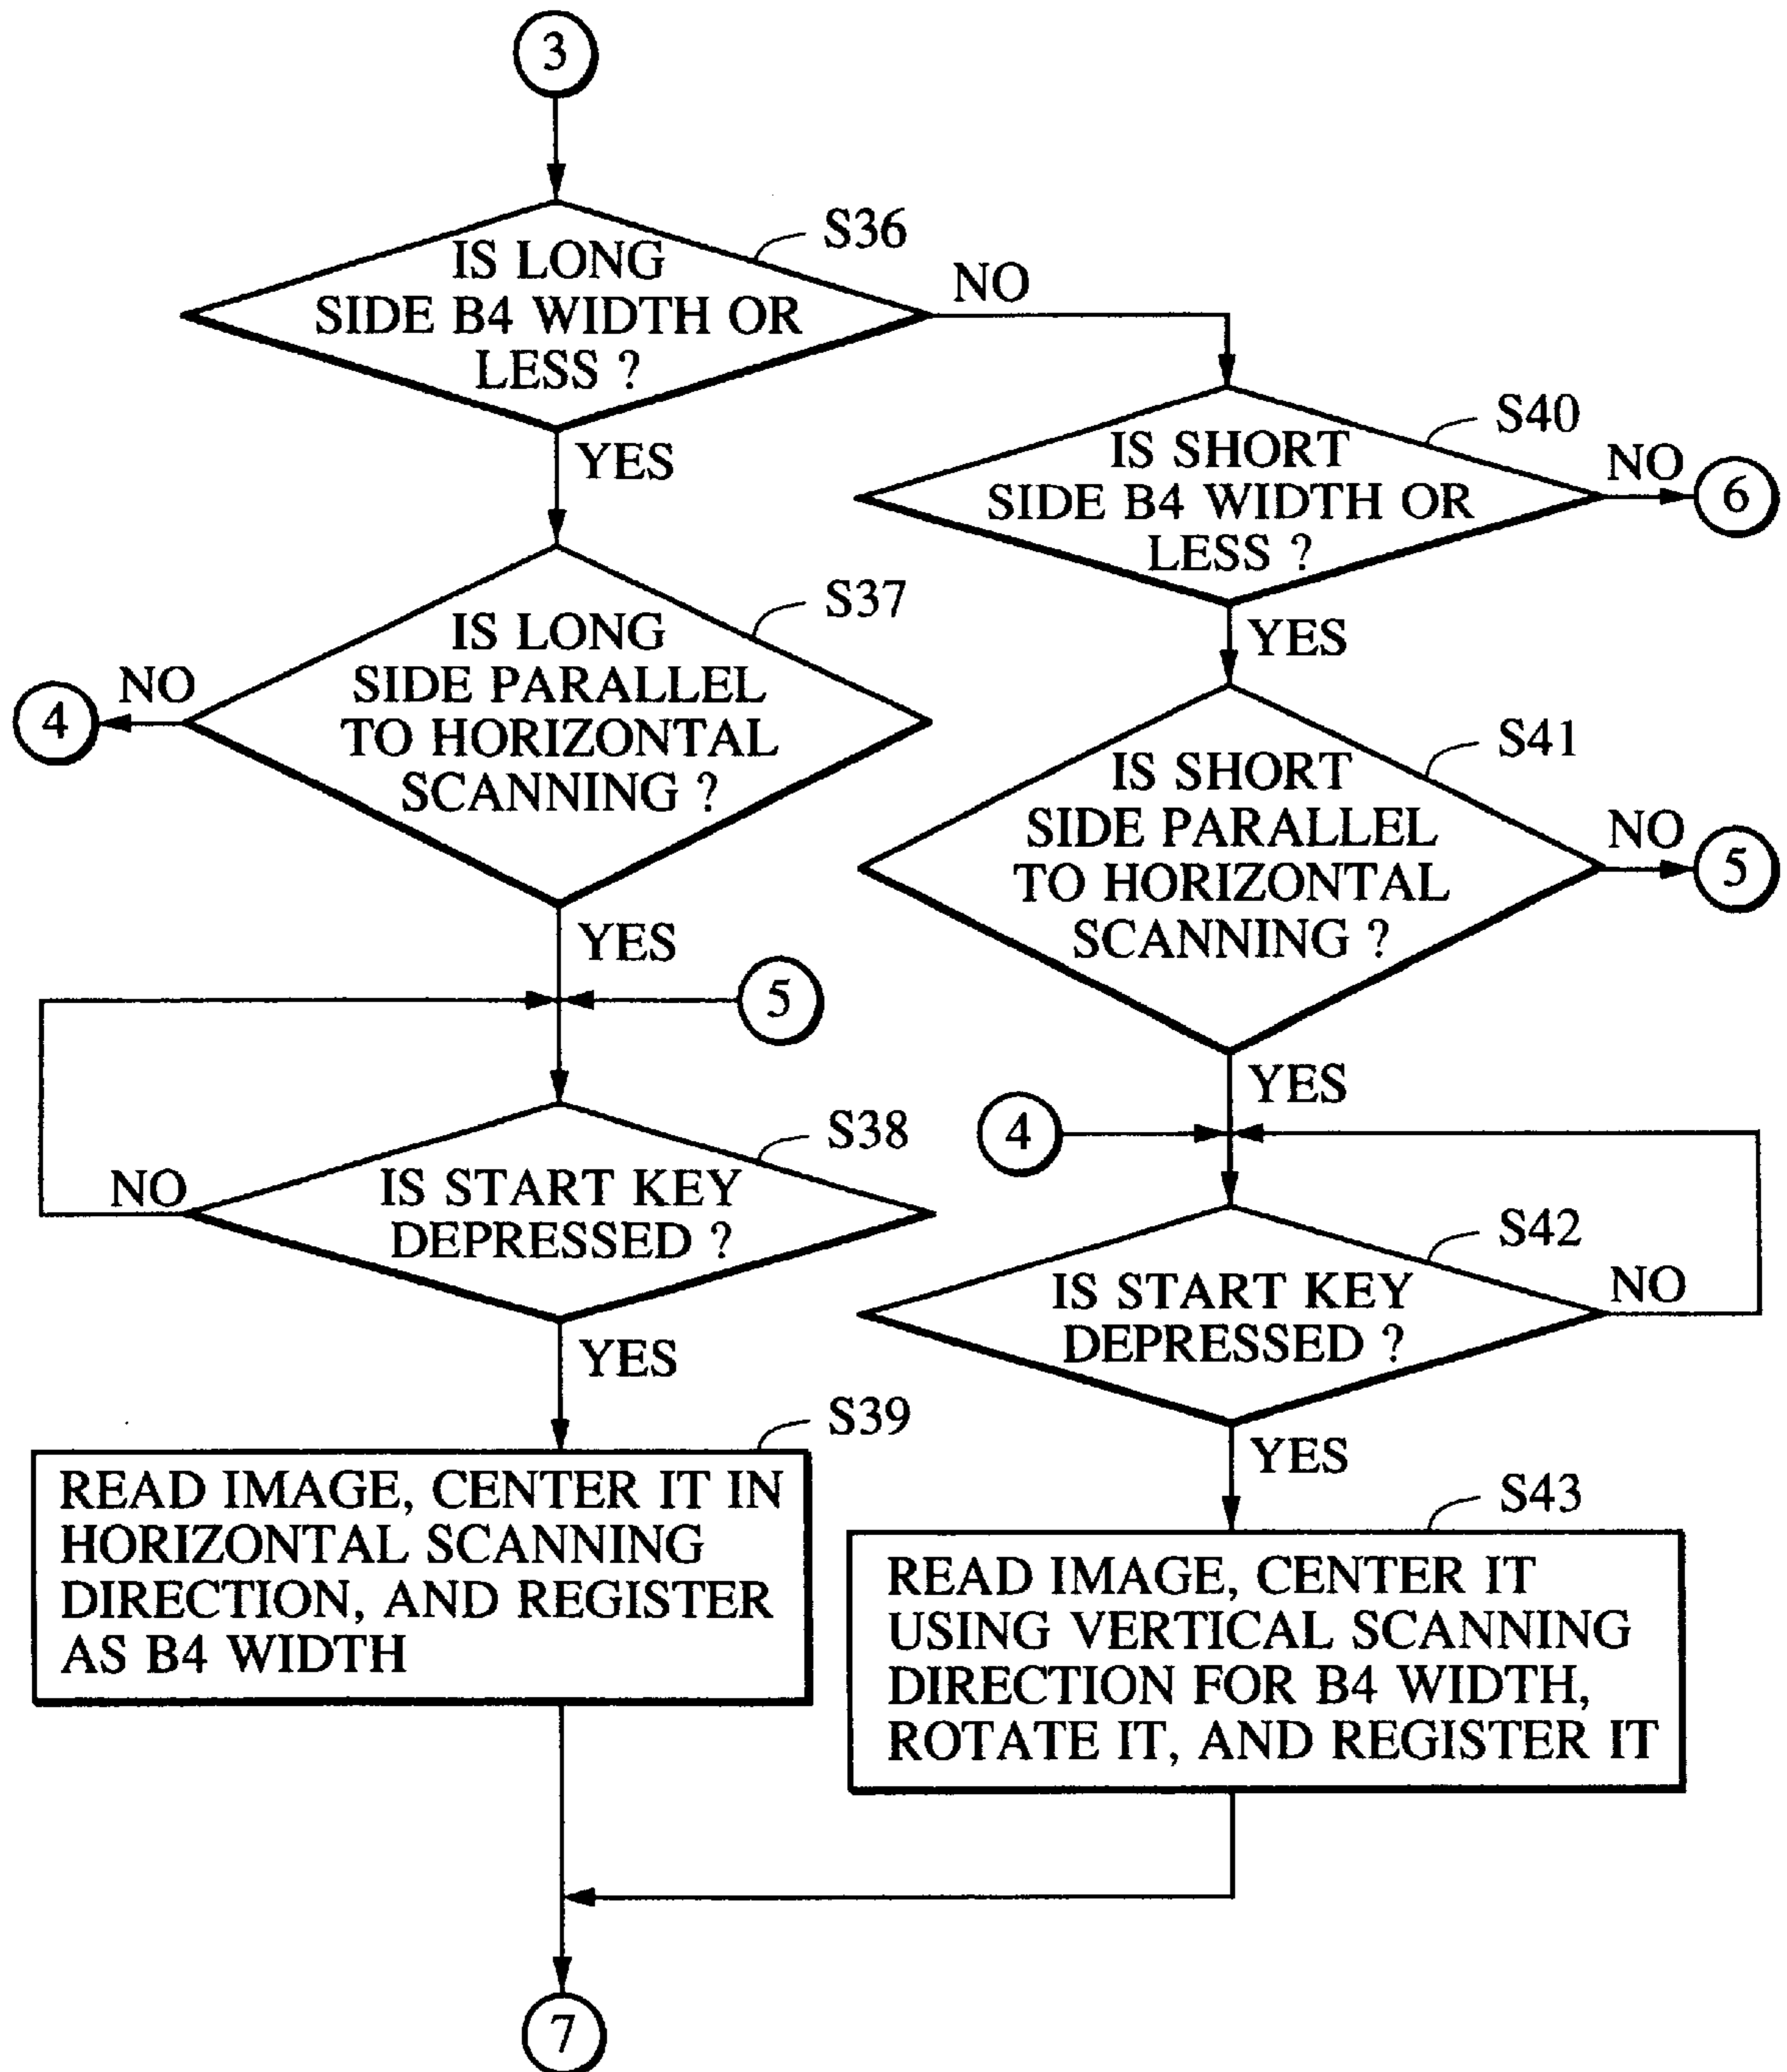 3
S36
IS LONG
SIDE B4 WIDTH OR
LESS ?
NO
YES
S40
IS SHORT
SIDE B4 WIDTH OR
LESS ?
NO
6
YES
S37
IS LONG
SIDE PARALLEL
TO HORIZONTAL
SCANNING ?
NO
4
YES
5
S41
IS SHORT
SIDE PARALLEL
TO HORIZONTAL
SCANNING ?
NO
5
YES
4
S38
IS START KEY
DEPRESSED ?
NO
YES
S42
IS START KEY
DEPRESSED ?
NO
YES
S39
READ IMAGE, CENTER IT IN
HORIZONTAL SCANNING
DIRECTION, AND REGISTER
AS B4 WIDTH
S43
READ IMAGE, CENTER IT
USING VERTICAL SCANNING
DIRECTION FOR B4 WIDTH,
ROTATE IT, AND REGISTER IT
7